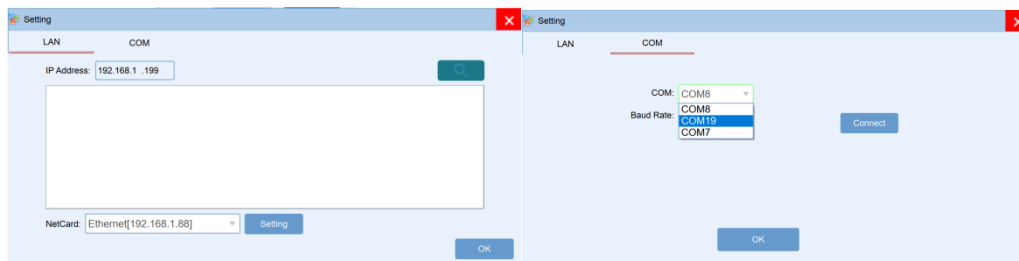 Setting
LAN COM
IP Address: 192.168.1 .199
NetCard: Ethernet[192.168.1.88] Setting
OK
Setting
LAN COM
COM: COM8
COM8
Baud Rate: COM19
COM7
Connect
OK